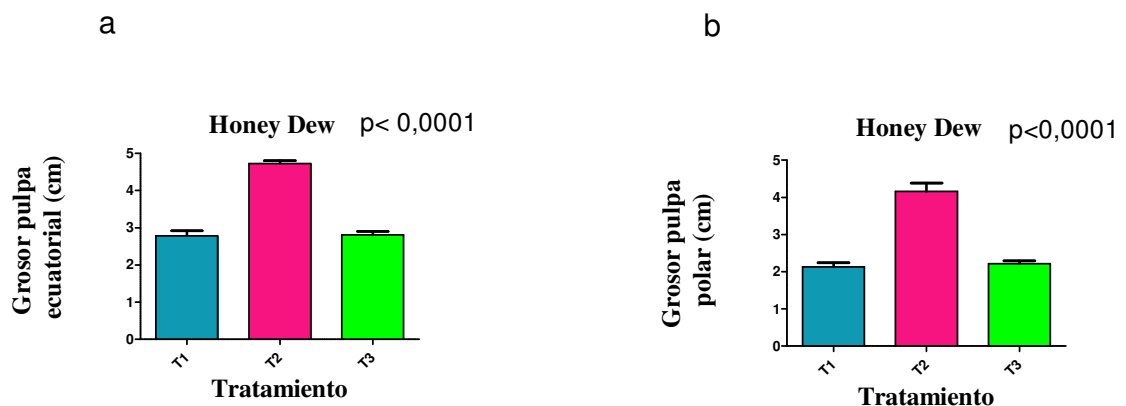 a
Honey Dew p< 0,0001
Grosor pulpa
ecuatorial (cm)
5
4
3
2
1
0
T1 T2 T3
Tratamiento
b
Honey Dew p<0,0001
Grosor pulpa
polar (cm)
5
4
3
2
1
0
T1 T2 T3
Tratamiento